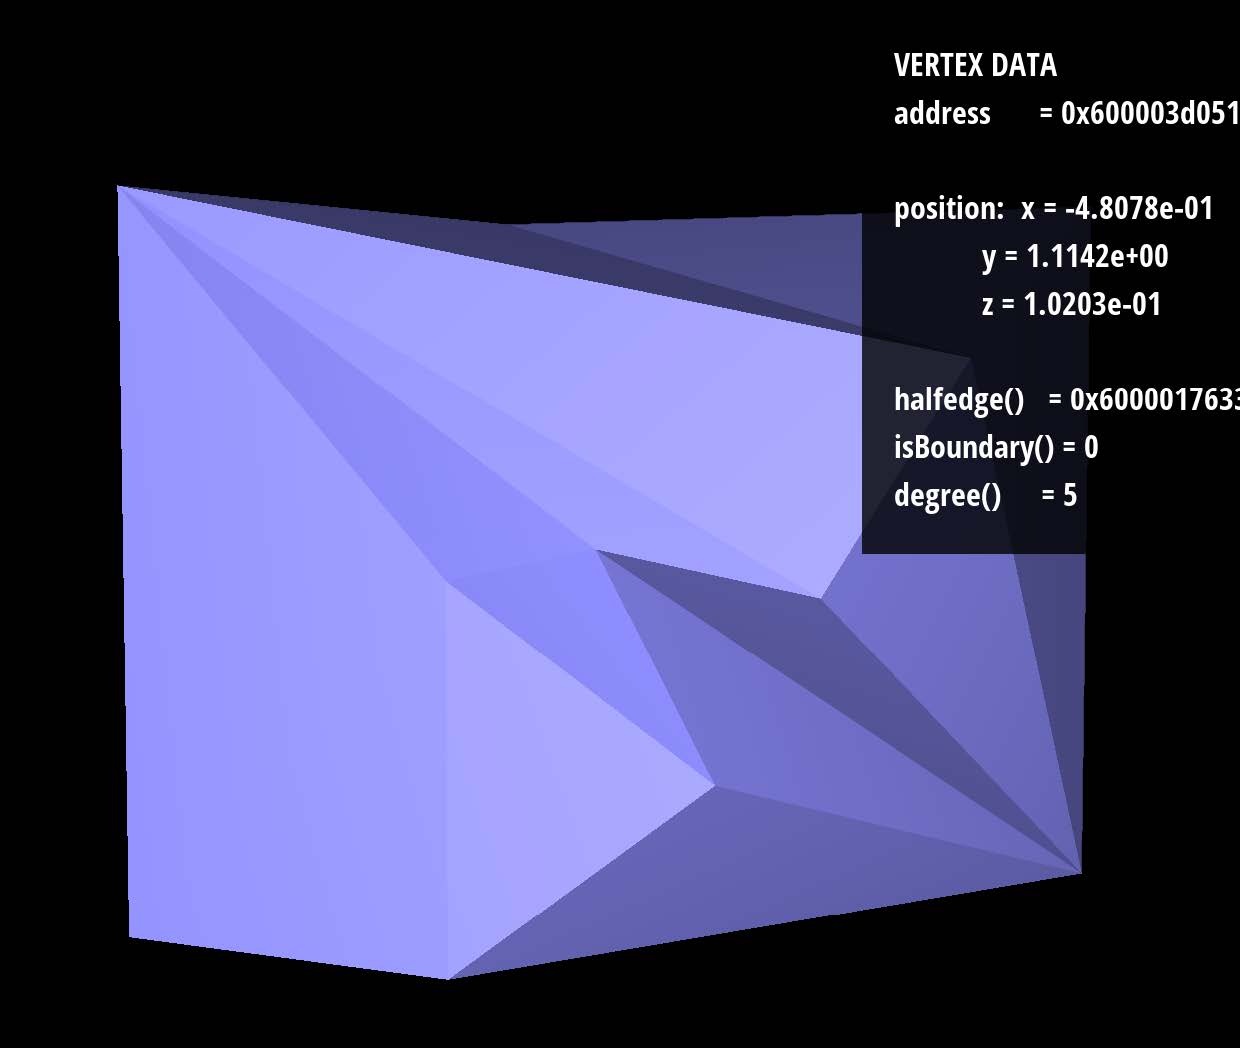 VERTEX DATA
address = 0x600003d051
position: x = -4.8078e-01
y = 1.1142e+00
z = 1.0203e-01
halfedge() = 0x6000017633
isBoundary() = 0
degree() = 5